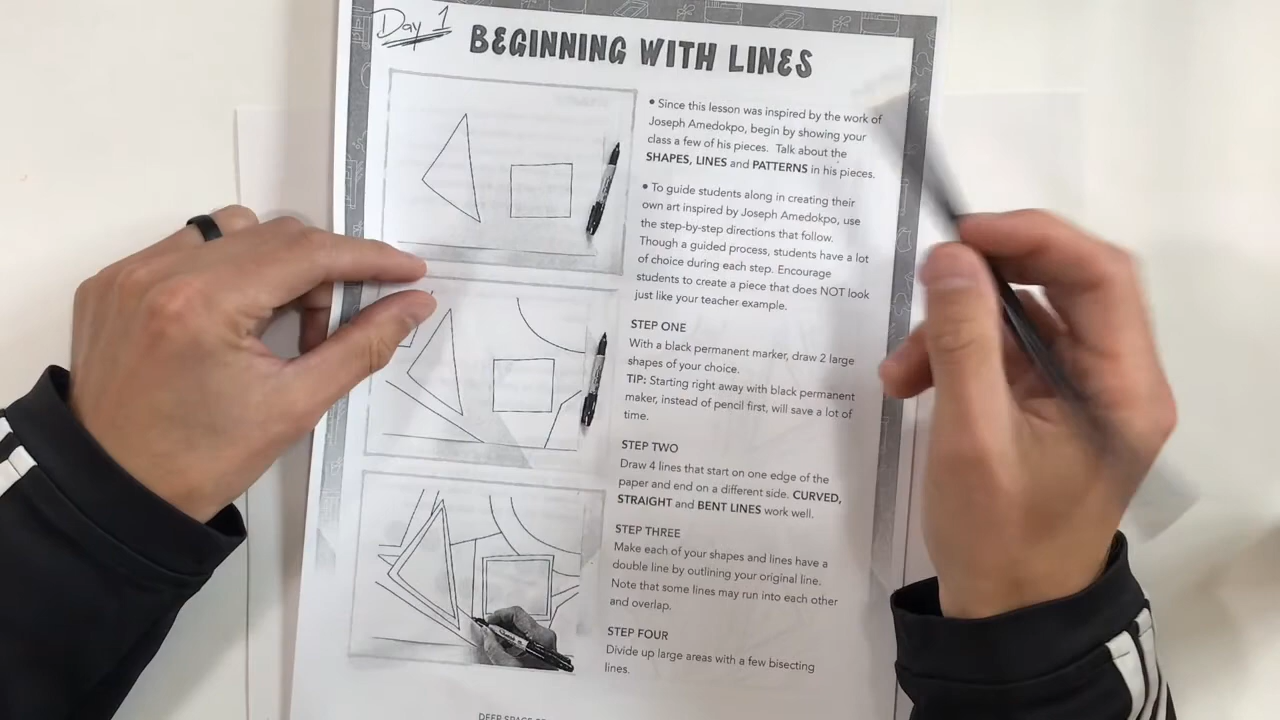 Day 1
BEGINNING WITH LINES
• Since this lesson was inspired by the work of
Joseph Amedokpo, begin by showing your
class a few of his pieces. Talk about the
SHAPES, LINES and PATTERNS in his pieces.
• To guide students along in creating their
own art inspired by Joseph Amedokpo, use
the step-by-step directions that follow.
Though a guided process, students have a lot
of choice during each step. Encourage
students to create a piece that does NOT look
just like your teacher example.
STEP ONE
With a black permanent marker, draw 2 large
shapes of your choice.
TIP: Starting right away with black permanent
maker, instead of pencil first, will save a lot of
time.
STEP TWO
Draw 4 lines that start on one edge of the
paper and end on a different side. CURVED,
STRAIGHT and BENT LINES work well.
STEP THREE
Make each of your shapes and lines have a
double line by outlining your original line.
Note that some lines may run into each other
and overlap.
STEP FOUR
Divide up large areas with a few bisecting
lines.
DEEP SPACE